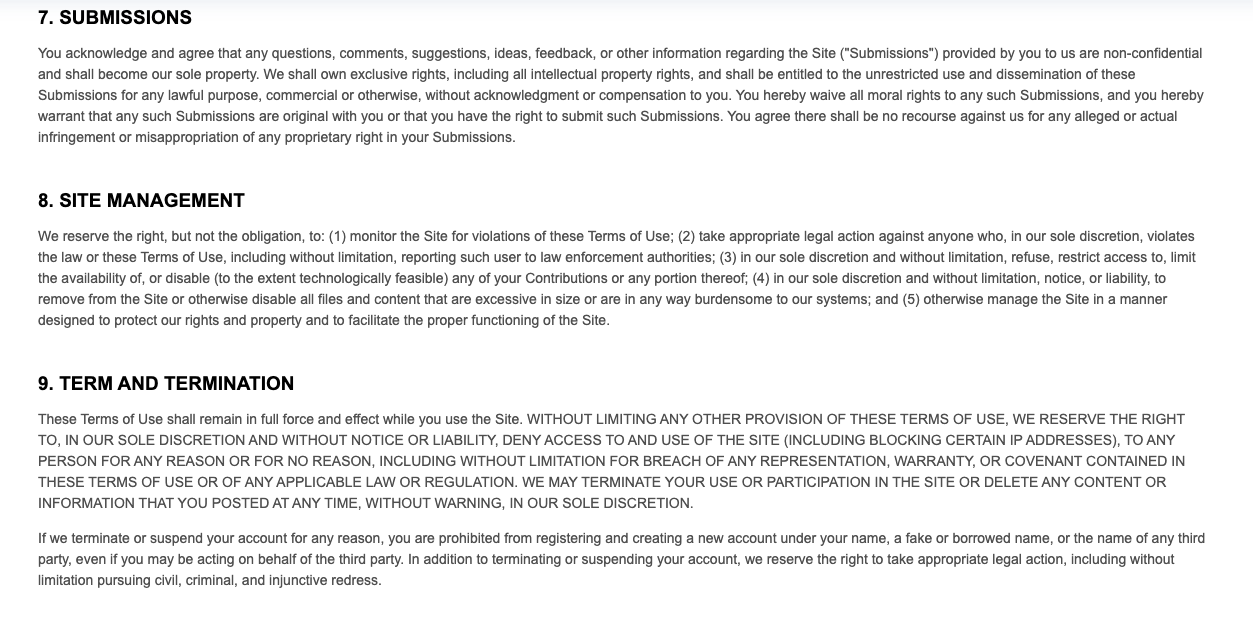 7. SUBMISSIONS
You acknowledge and agree that any questions, comments, suggestions, ideas, feedback, or other information regarding the Site ("Submissions") provided by you to us are non-confidential
and shall become our sole property. We shall own exclusive rights, including all intellectual property rights, and shall be entitled to the unrestricted use and dissemination of these
Submissions for any lawful purpose, commercial or otherwise, without acknowledgment or compensation to you. You hereby waive all moral rights to any such Submissions, and you hereby
warrant that any such Submissions are original with you or that you have the right to submit such Submissions. You agree there shall be no recourse against us for any alleged or actual
infringement or misappropriation of any proprietary right in your Submissions.
8. SITE MANAGEMENT
We reserve the right, but not the obligation, to: (1) monitor the Site for violations of these Terms of Use; (2) take appropriate legal action against anyone who, in our sole discretion, violates
the law or these Terms of Use, including without limitation, reporting such user to law enforcement authorities; (3) in our sole discretion and without limitation, refuse, restrict access to, limit
the availability of, or disable (to the extent technologically feasible) any of your Contributions or any portion thereof; (4) in our sole discretion and without limitation, notice, or liability, to
remove from the Site or otherwise disable all files and content that are excessive in size or are in any way burdensome to our systems; and (5) otherwise manage the Site in a manner
designed to protect our rights and property and to facilitate the proper functioning of the Site.
9. TERM AND TERMINATION
These Terms of Use shall remain in full force and effect while you use the Site. WITHOUT LIMITING ANY OTHER PROVISION OF THESE TERMS OF USE, WE RESERVE THE RIGHT
TO, IN OUR SOLE DISCRETION AND WITHOUT NOTICE OR LIABILITY, DENY ACCESS TO AND USE OF THE SITE (INCLUDING BLOCKING CERTAIN IP ADDRESSES), TO ANY
PERSON FOR ANY REASON OR FOR NO REASON, INCLUDING WITHOUT LIMITATION FOR BREACH OF ANY REPRESENTATION, WARRANTY, OR COVENANT CONTAINED IN
THESE TERMS OF USE OR OF ANY APPLICABLE LAW OR REGULATION. WE MAY TERMINATE YOUR USE OR PARTICIPATION IN THE SITE OR DELETE ANY CONTENT OR
INFORMATION THAT YOU POSTED AT ANY TIME, WITHOUT WARNING, IN OUR SOLE DISCRETION.
If we terminate or suspend your account for any reason, you are prohibited from registering and creating a new account under your name, a fake or borrowed name, or the name of any third
party, even if you may be acting on behalf of the third party. In addition to terminating or suspending your account, we reserve the right to take appropriate legal action, including without
limitation pursuing civil, criminal, and injunctive redress.